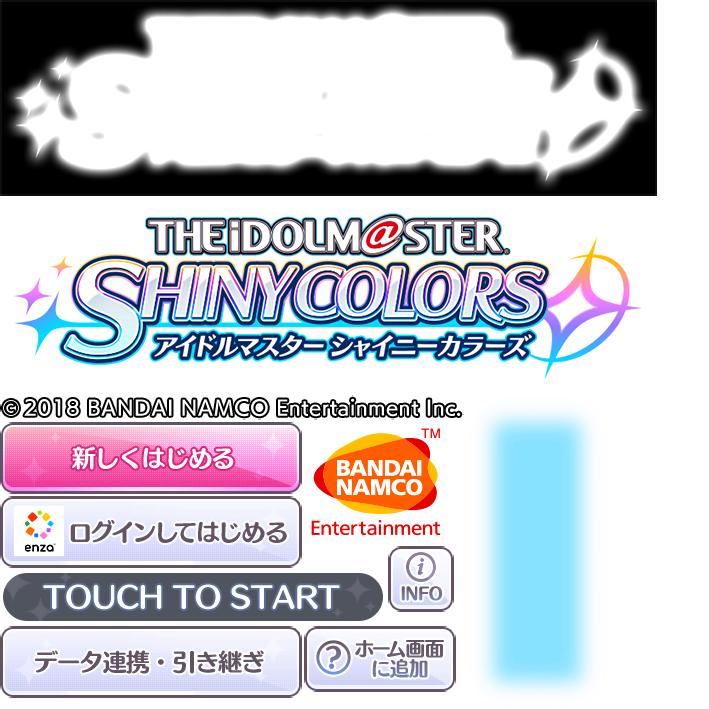 THE iDOLM@STER
SHINY COLORS
アイドルマスター シャイニーカラーズ
© 2018 BANDAI NAMCO Entertainment Inc.
新しくはじめる
TM
BANDAI
NAMCO
Entertainment
enza
ログインしてはじめる
TOUCH TO START
i
INFO
データ連携・引き継ぎ
?
ホーム画面
に追加